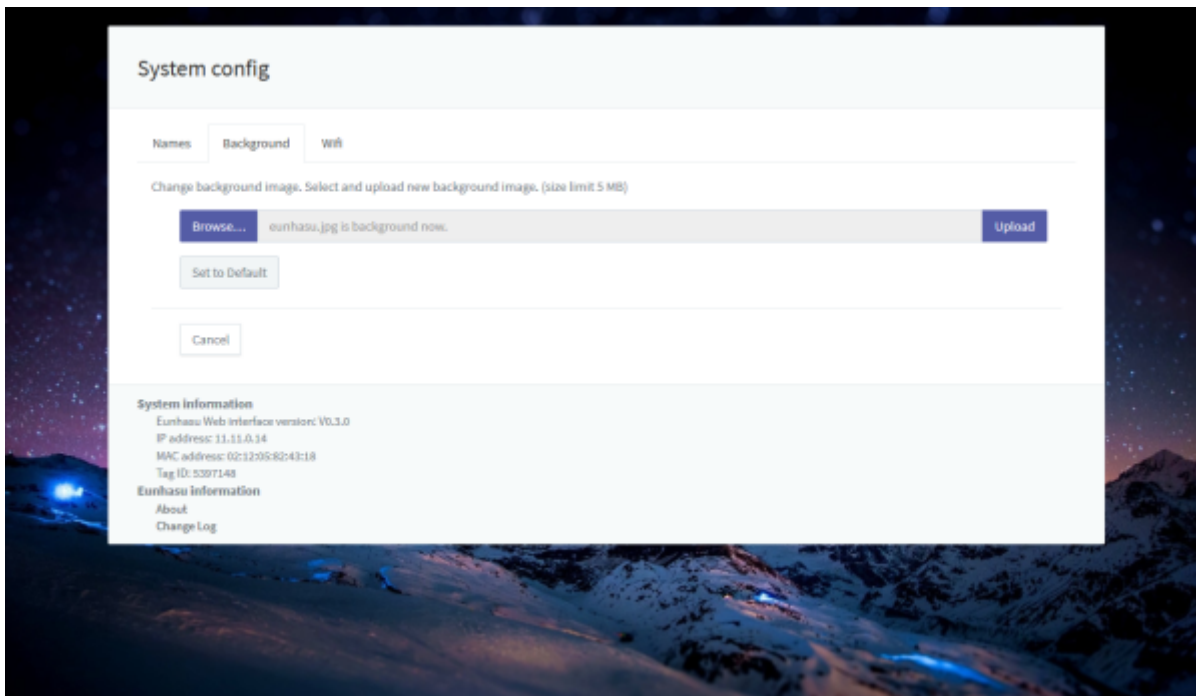 System config
Names Background Wifi
Change background image. Select and upload new background image. (size limit 5 MB)
Browse... eunhasu.jpg is background now. Upload
Set to Default
Cancel
System information
Eunhasu Web interface version: V0.3.0
IP address: 11.11.0.14
MAC address: 02:12:05:82:43:18
Tag ID: 5397148
Eunhasu information
About
Change Log